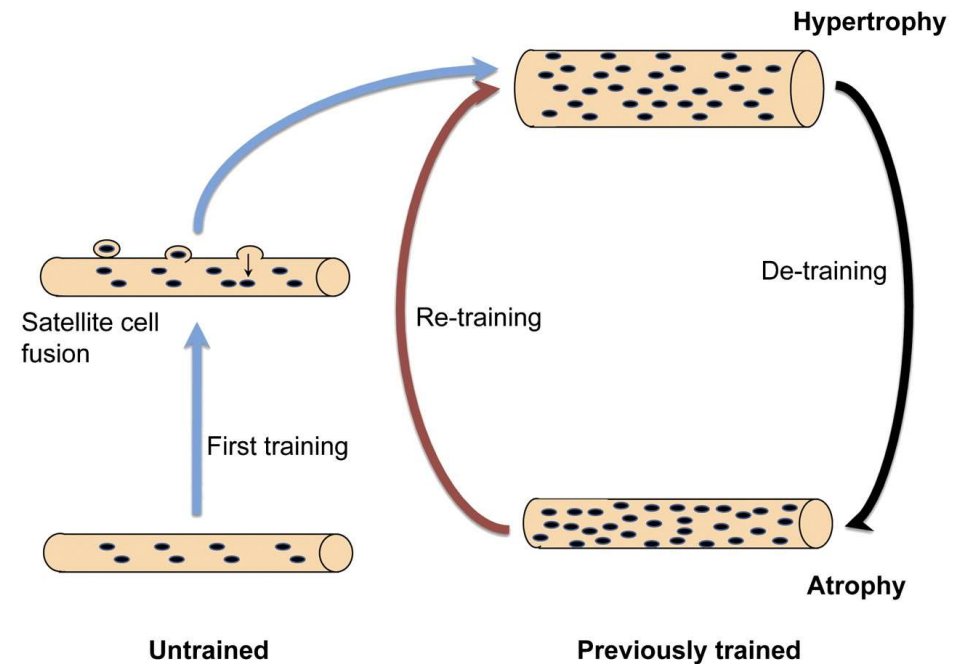 Hypertrophy
De-training
Re-training
Satellite cell
fusion
First training
Atrophy
Untrained
Previously trained